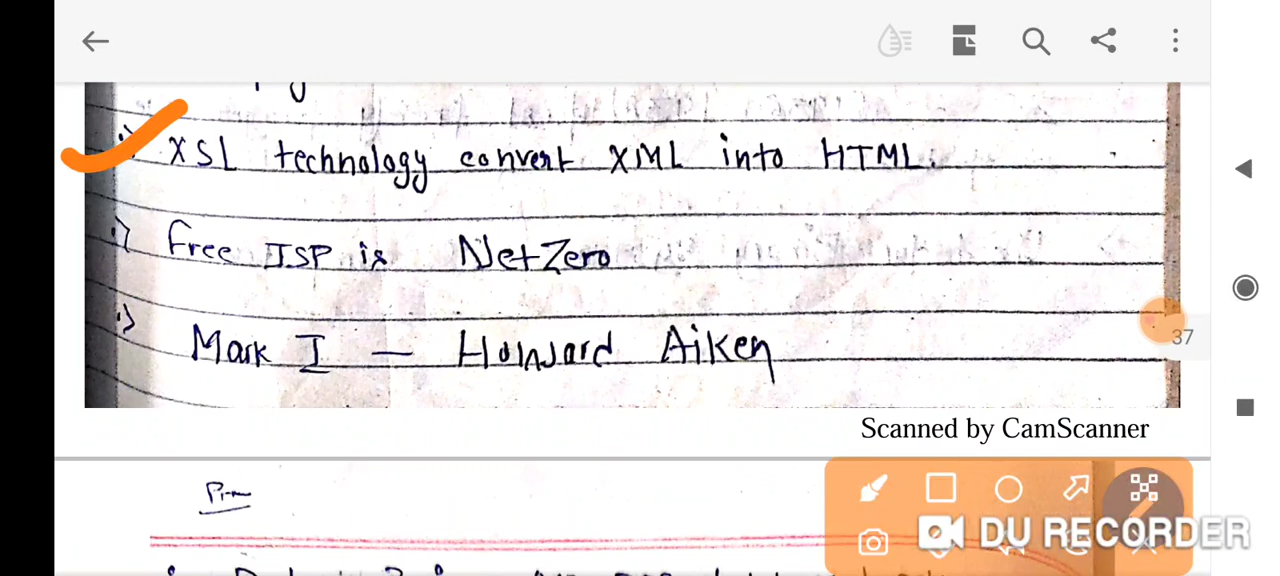 XSL technology convert XML into HTML.
Free ISP is NetZero
Mark I — Howard Aiken
37
Scanned by CamScanner
DU RECORDER